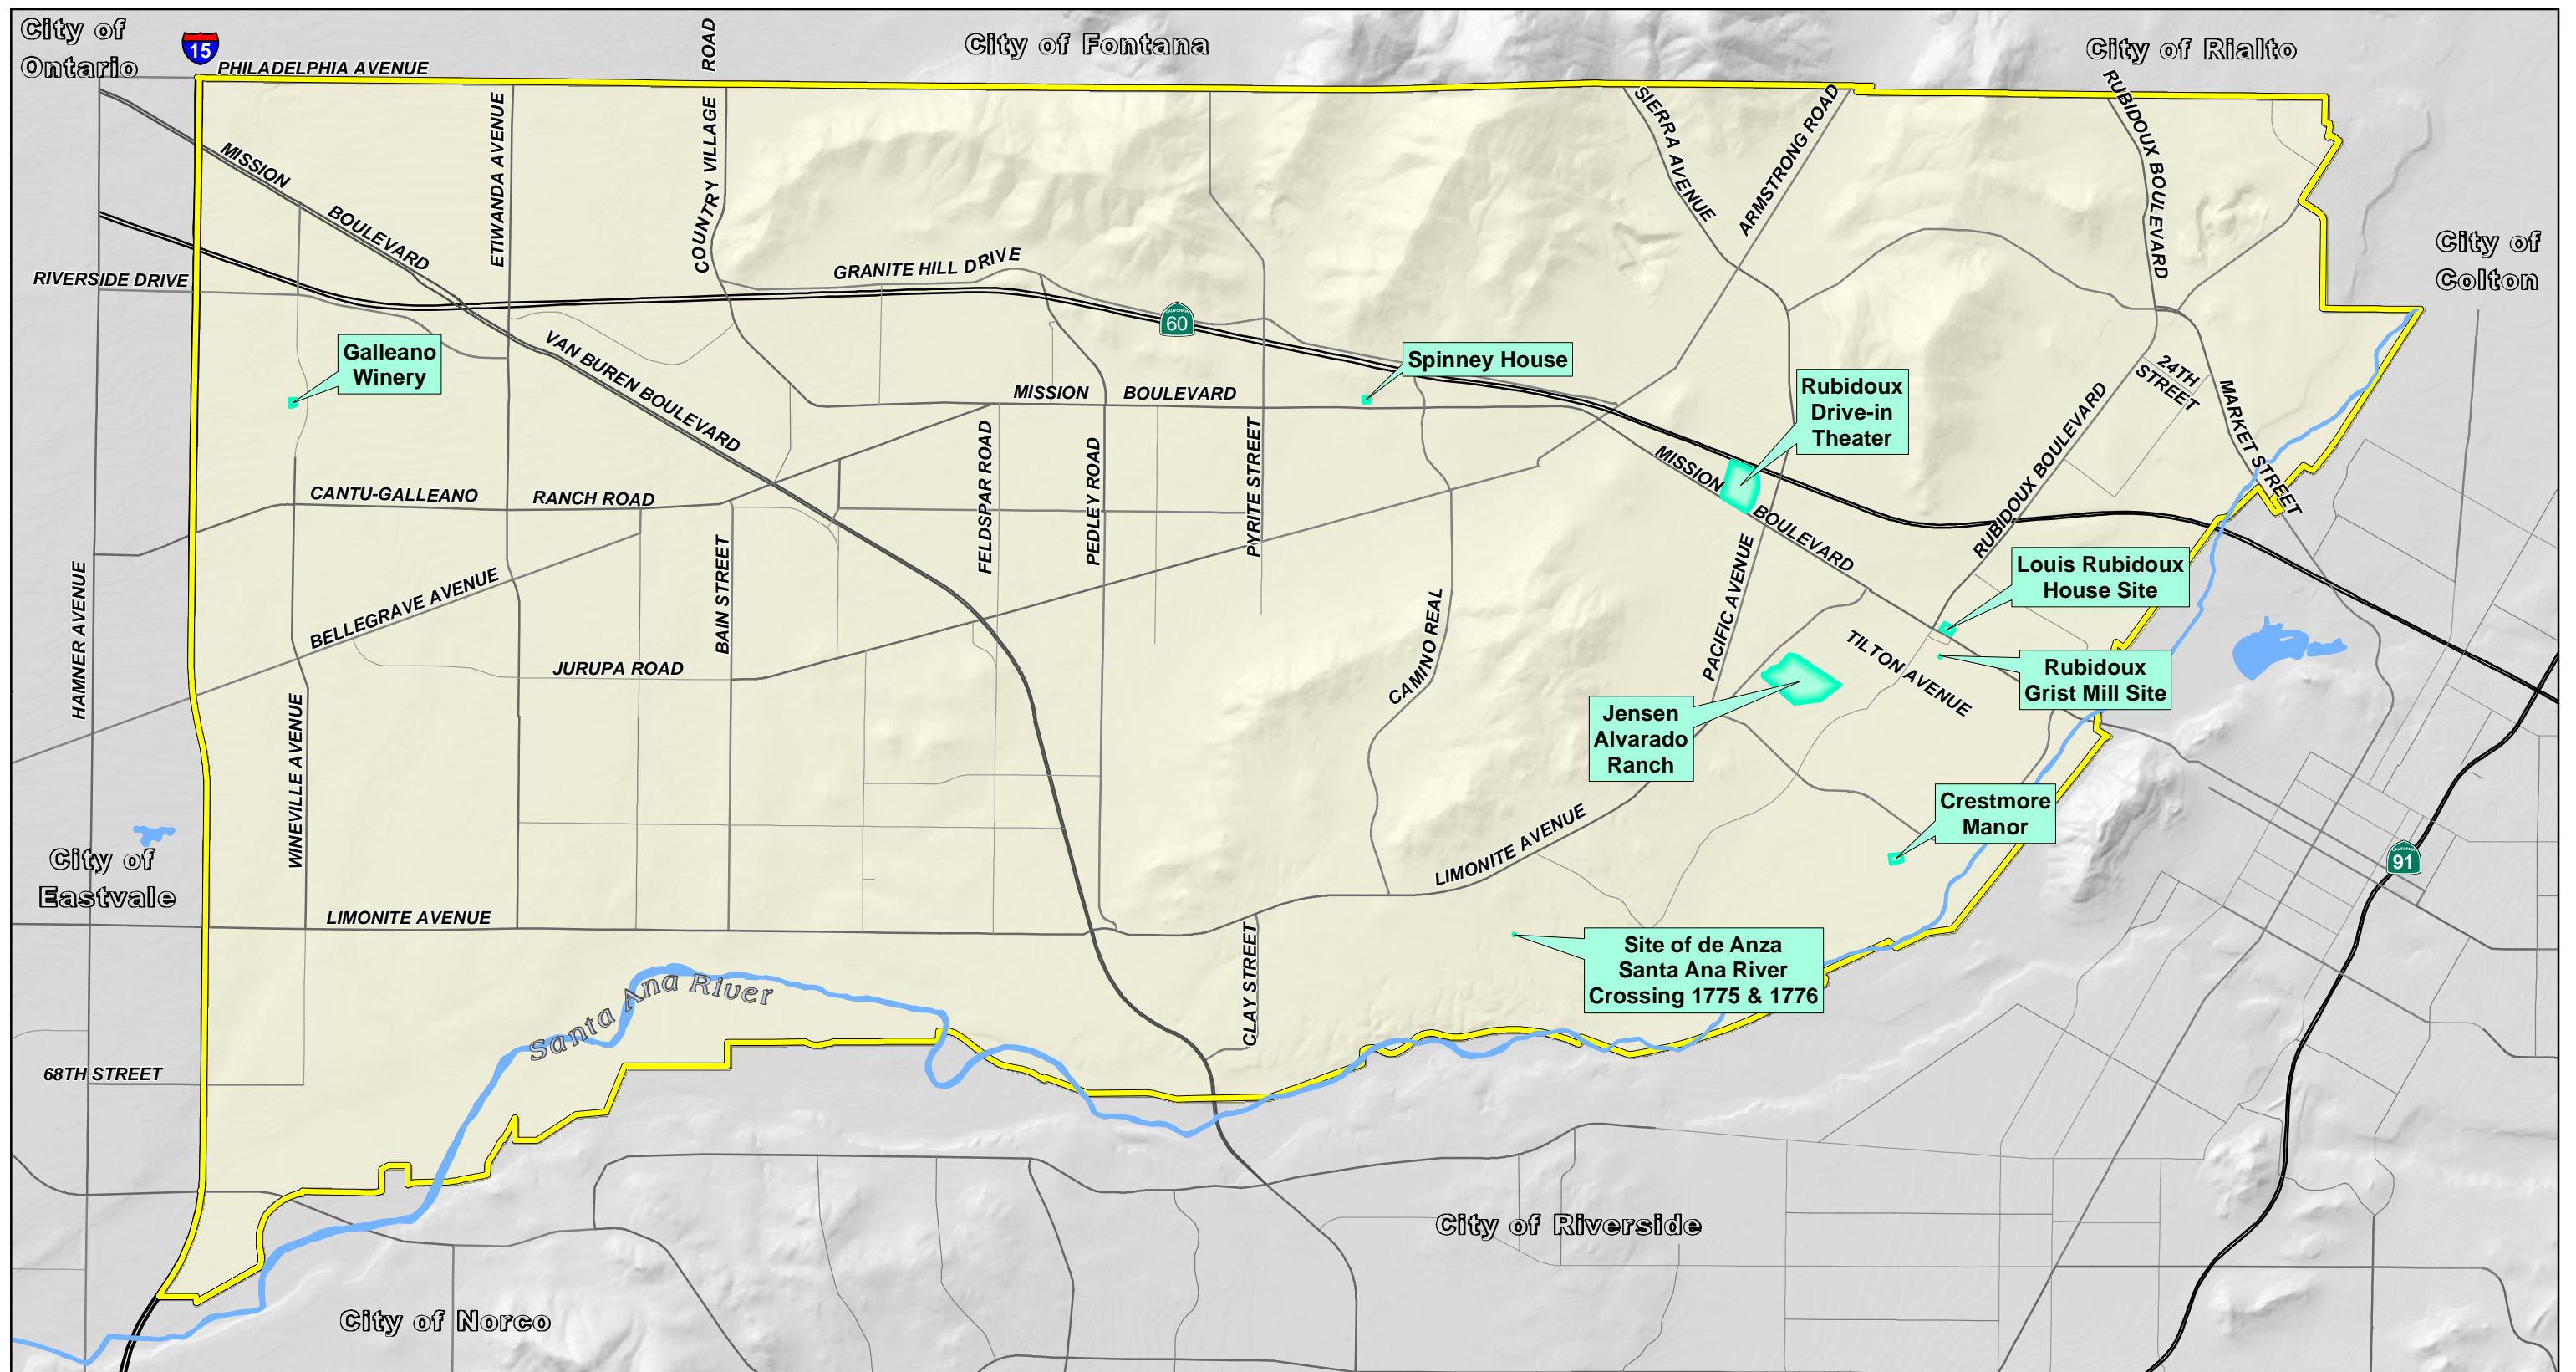 City of
Ontario
15
PHILADELPHIA AVENUE
ROAD
City of Fontana
City of Rialto
MISSION
BOULEVARD
ETIWANDA AVENUE
COUNTRY VILLAGE
SIERRA AVENUE
ARMSTRONG ROAD
RUBIDOUX BOULEVARD
City of
Colton
RIVERSIDE DRIVE
GRANITE HILL DRIVE
CALIFORNIA
60
Galleano
Winery
VAN BUREN BOULEVARD
MISSION
BOULEVARD
Spinney House
Rubidoux
Drive-in
Theater
24TH
STREET
MARKET STREET
RUBIDOUX BOULEVARD
CANTU-GALLEANO
RANCH ROAD
FELDSPAR ROAD
PEDLEY ROAD
PYRITE STREET
MISSION
BOULEVARD
HAMNER AVENUE
BELLEGRAVE AVENUE
BAIN STREET
JURUPA ROAD
CAMINO REAL
PACIFIC AVENUE
Louis Rubidoux
House Site
TILTON AVENUE
Rubidoux
Grist Mill Site
Jensen
Alvarado
Ranch
WINEVILLE AVENUE
Crestmore
Manor
CALIFORNIA
91
City of
Eastvale
LIMONITE AVENUE
LIMONITE AVENUE
CLAY STREET
Site of de Anza
Santa Ana River
Crossing 1775 & 1776
Santa Ana River
68TH STREET
City of Riverside
City of Norco